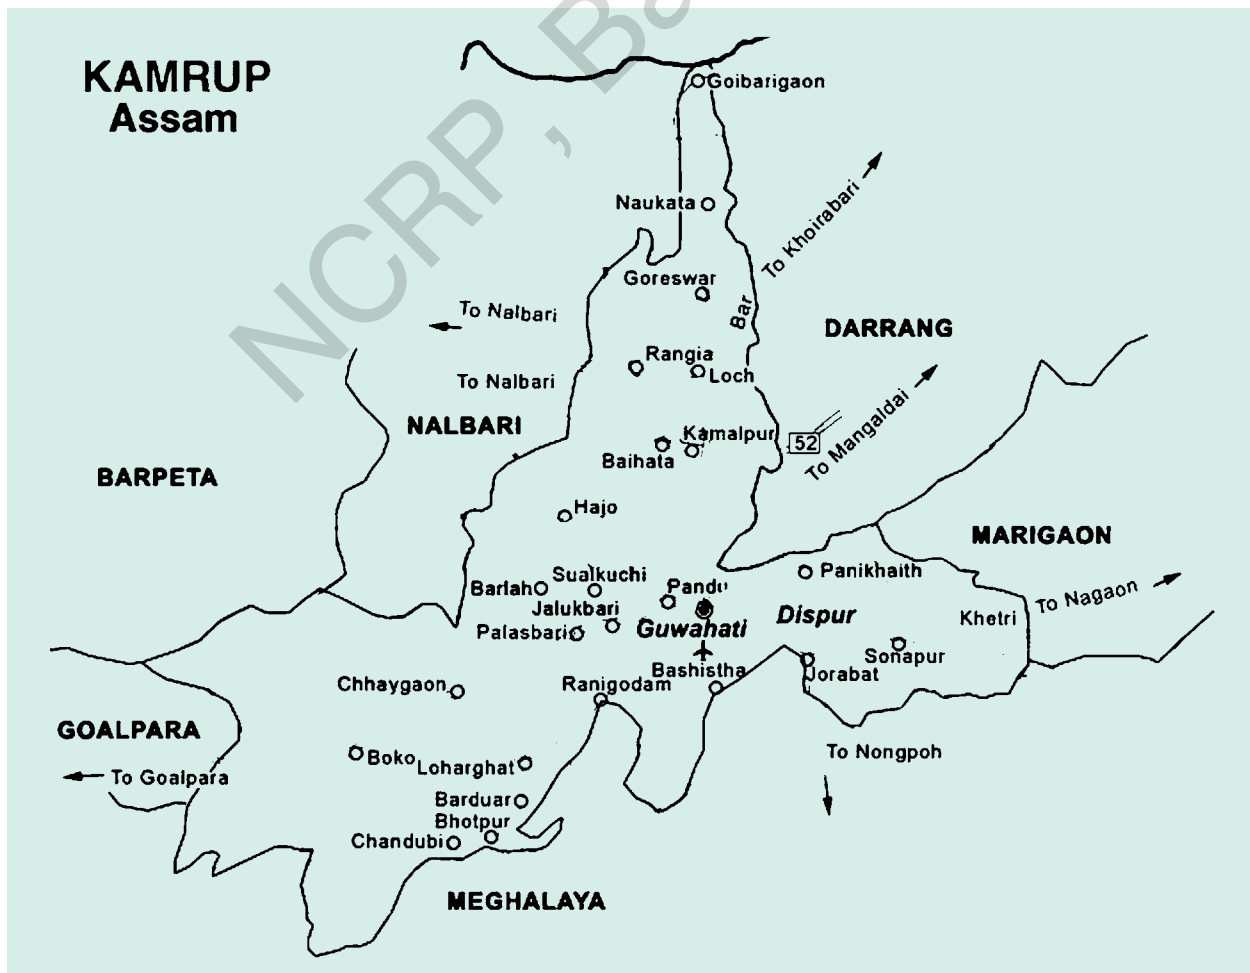 KAMRUP
Assam
NCRP, Ba
Goibarigaon
Naukata
To Khoirabari
Goreswar
Bar
To Nalbari
DARRANG
Rangia
Loch
To Nalbari
NALBARI
Kamalpur
52
To Mangaldai
Baihata
BARPETA
Hajo
MARIGAON
Panikhaith
Sualkuchi
Barlah
Pandu
Jalukbari
Dispur
Khetri
To Nagaon
Palasbari
Guwahati
Sonapur
Bashistha
Jorabat
Chhaygaon
Ranigodam
GOALPARA
To Nongpoh
Boko
Loharghat
To Goalpara
Barduar
Bhotpur
Chandubi
MEGHALAYA